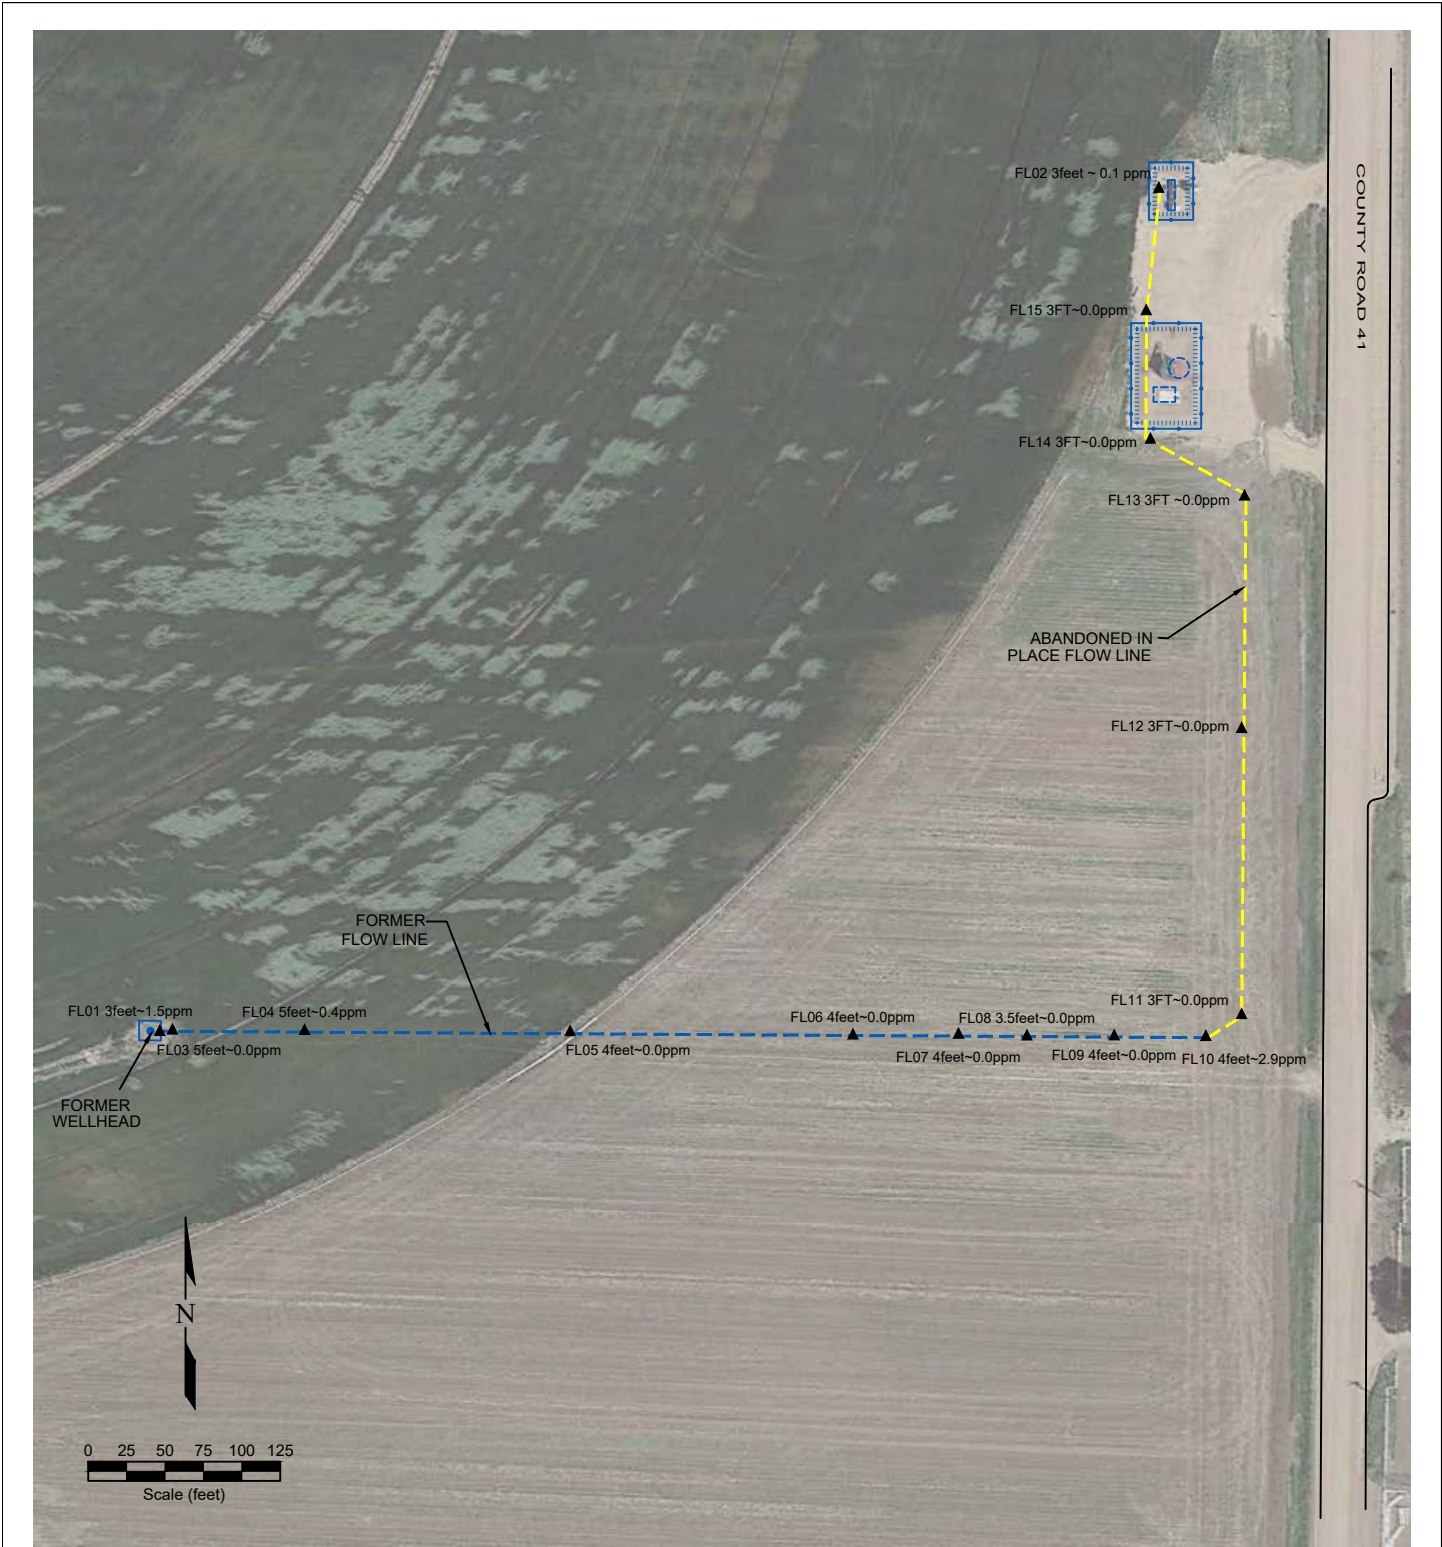 FL02 3feet ~ 0.1 ppm
COUNTY ROAD 41
FL15 3FT~0.0ppm
FL14 3FT~0.0ppm
FL13 3FT ~0.0ppm
ABANDONED IN
PLACE FLOW LINE
FL12 3FT~0.0ppm
FORMER
FLOW LINE
FL11 3FT~0.0ppm
FL01 3feet~1.5ppm
FL04 5feet~0.4ppm
FL06 4feet~0.0ppm
FL08 3.5feet~0.0ppm
FL03 5feet~0.0ppm
FL05 4feet~0.0ppm
FL07 4feet~0.0ppm
FL09 4feet~0.0ppm
FL10 4feet~2.9ppm
FORMER
WELLHEAD
N
0 25 50 75 100 125
Scale (feet)